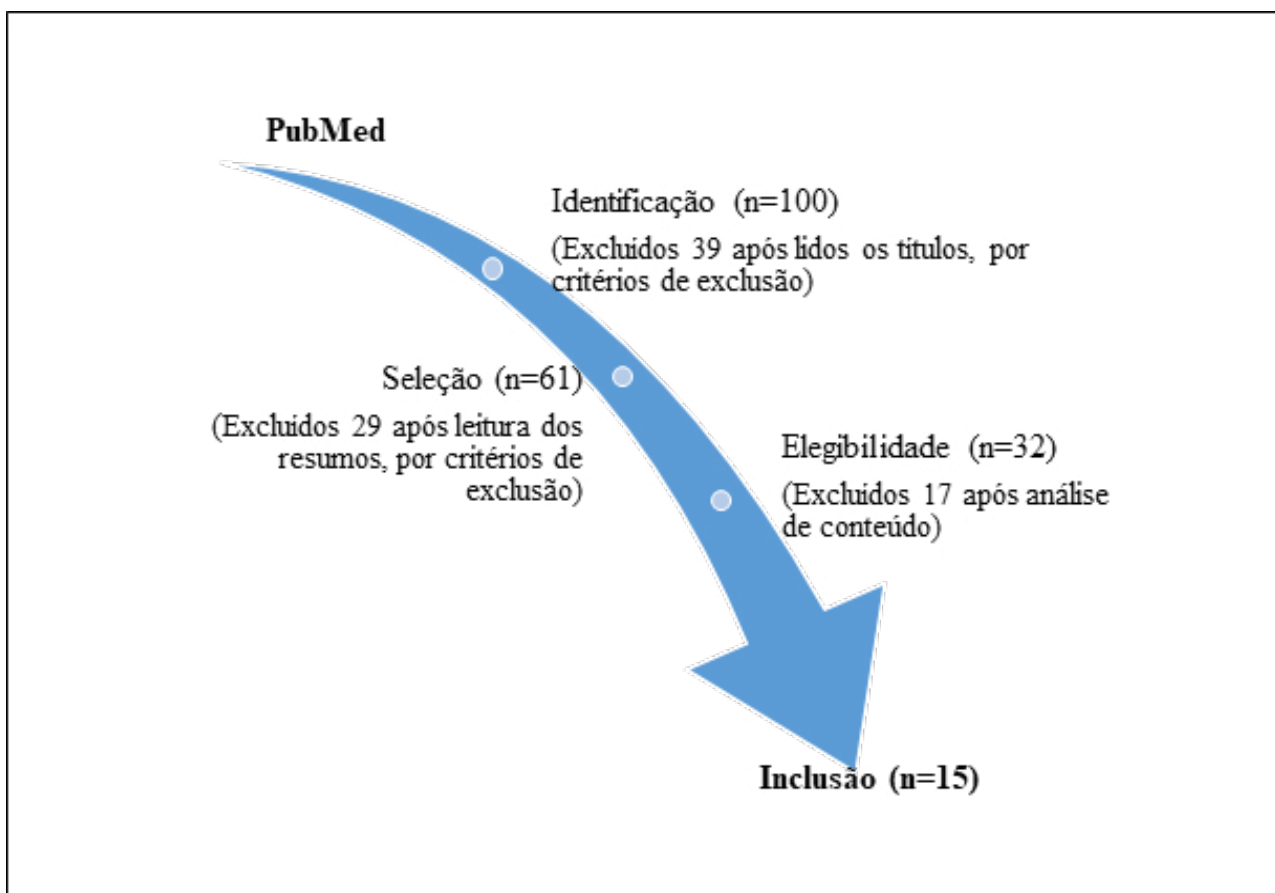 PubMed
Identificação (n=100)
(Excluídos 39 após lidos os títulos, por
critérios de exclusão)
Seleção (n=61)
(Excluídos 29 após leitura dos
resumos, por critérios de
exclusão)
Elegibilidade (n=32)
(Excluídos 17 após análise
de conteúdo)
Inclusão (n=15)